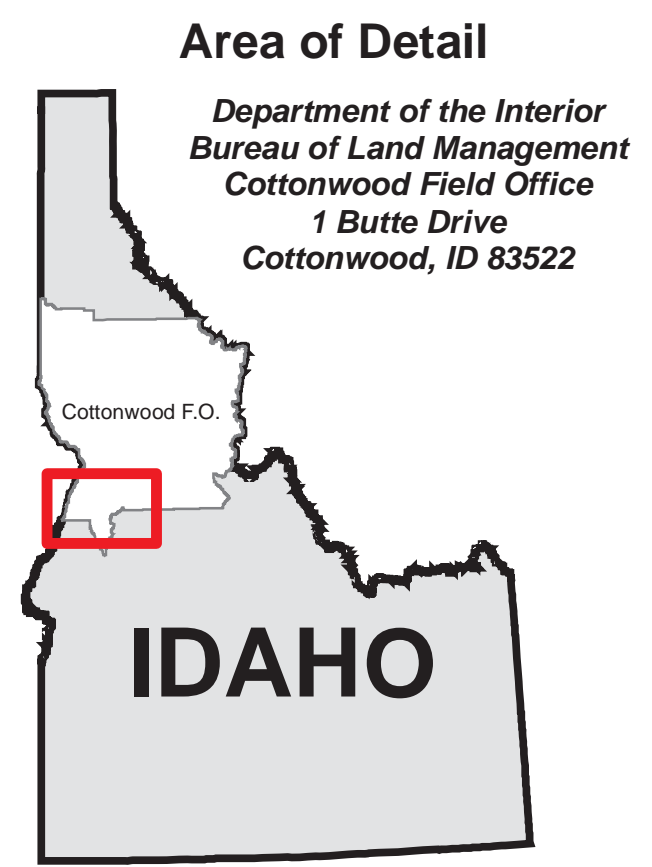 Area of Detail
Department of the Interior
Bureau of Land Management
Cottonwood Field Office
1 Butte Drive
Cottonwood, ID 83522
Cottonwood F.O.
IDAHO